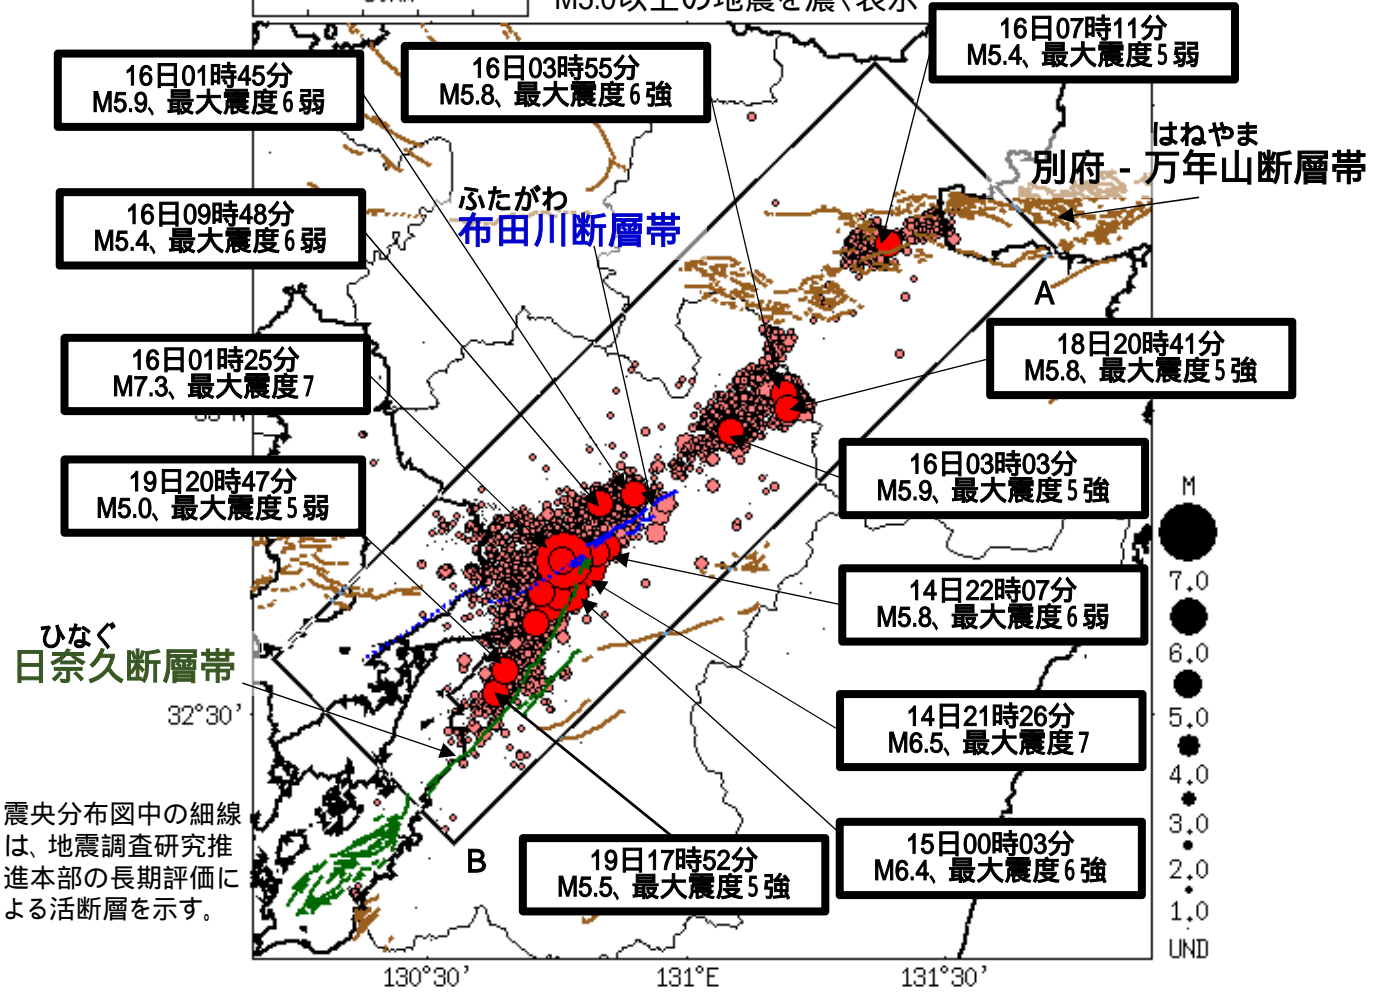 M5.0以上の地震を濃く表示
16日07時11分
M5.4、最大震度5弱
16日01時45分
M5.9、最大震度6弱
16日03時55分
M5.8、最大震度6強
はねやま
別府－万年山断層帯
16日09時48分
M5.4、最大震度6弱
ふたがわ
布田川断層帯
A
16日01時25分
M7.3、最大震度7
18日20時41分
M5.8、最大震度5強
19日20時47分
M5.0、最大震度5弱
16日03時03分
M5.9、最大震度5強
14日22時07分
M5.8、最大震度6弱
ひなぐ
日奈久断層帯
32°30'
14日21時26分
M6.5、最大震度7
15日00時03分
M6.4、最大震度6強
19日17時52分
M5.5、最大震度5強
B
震央分布図中の細線
は、地震調査研究推
進本部の長期評価に
よる活断層を示す。
M
7.0
6.0
5.0
4.0
3.0
2.0
1.0
UND
130°30'
131°E
131°30'